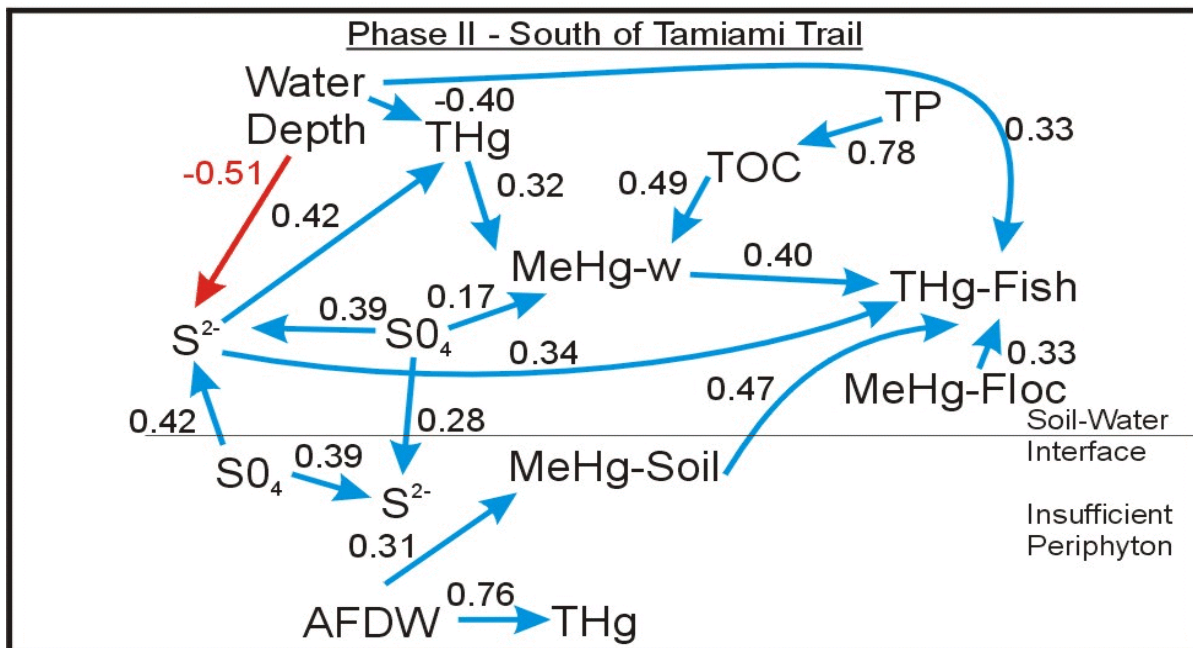 Phase II - South of Tamiami Trail
Water
Depth
-0.40
THg
TP
0.33
0.78
TOC
-0.51
0.42
0.32
0.49
MeHg-w
0.40
THg-Fish
0.39
0.17
S²⁻
S0₄
0.34
0.33
MeHg-Floc
0.47
0.42
0.28
Soil-Water
Interface
S0₄
0.39
S²⁻
MeHg-Soil
0.31
Insufficient
Periphyton
AFDW
0.76
THg